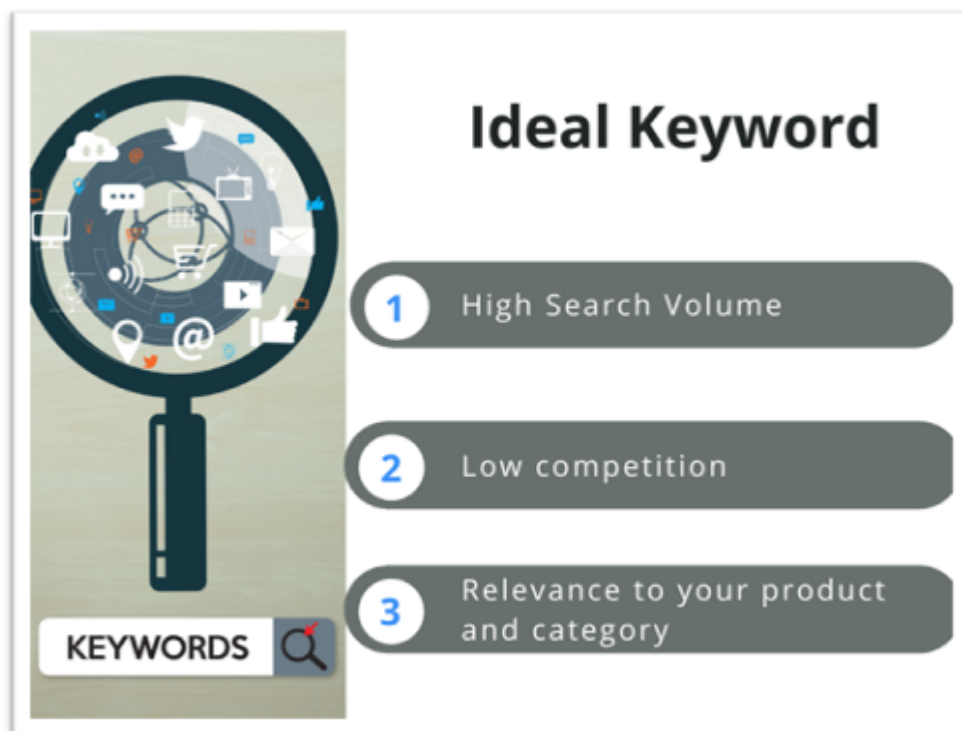 Ideal Keyword
1 High Search Volume
2 Low competition
3 Relevance to your product
and category
KEYWORDS